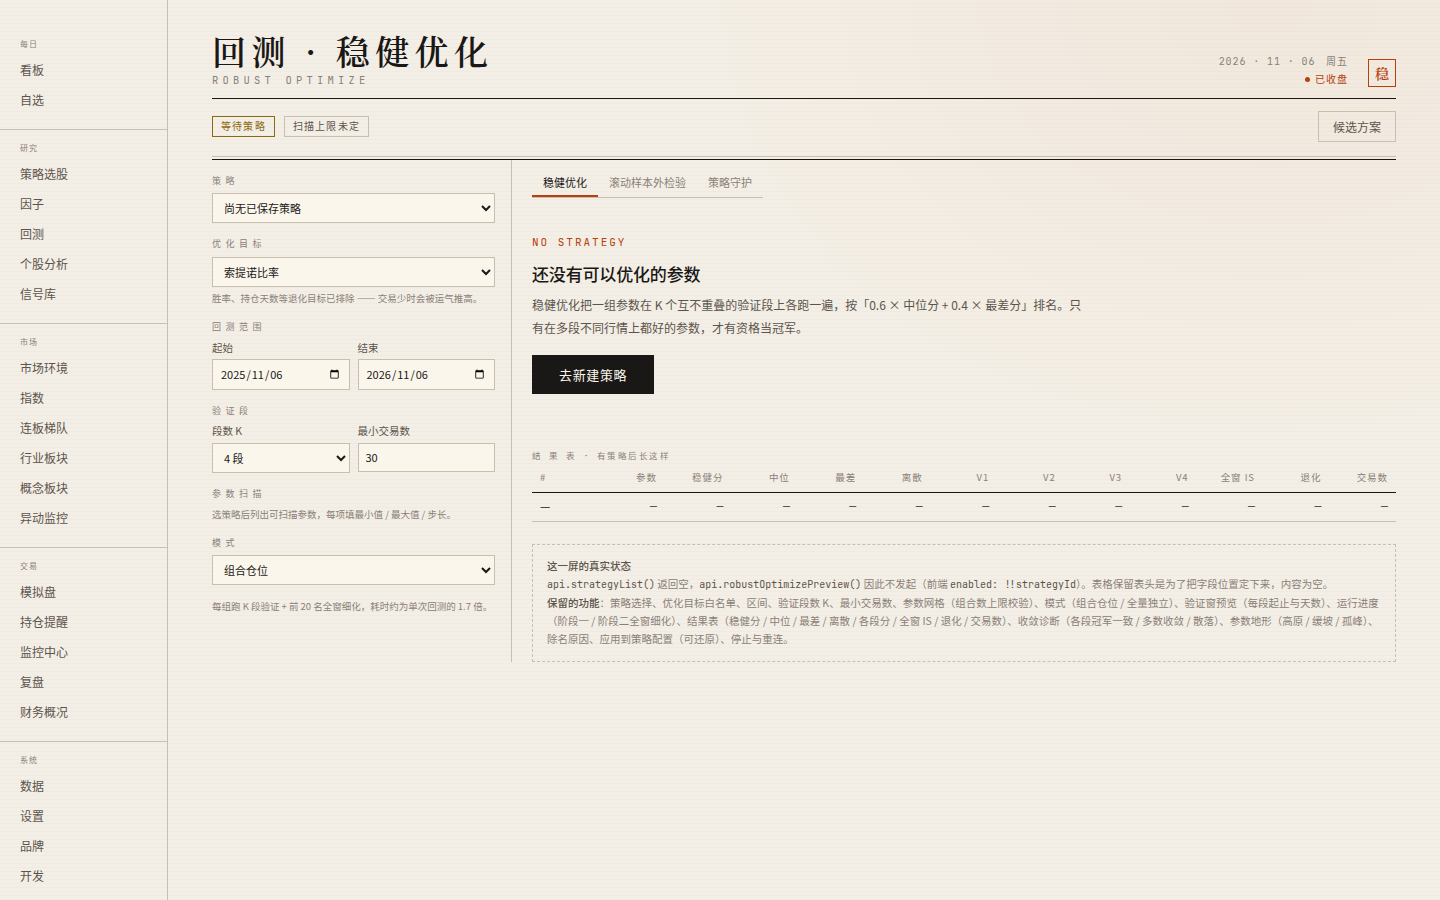 每日
看板
自选
研究
策略选股
因子
回测
个股分析
信号库
市场
市场环境
指数
连板梯队
行业板块
概念板块
异动监控
交易
模拟盘
持仓提醒
监控中心
复盘
财务概况
系统
数据
设置
品牌
开发
回测 · 稳健优化
ROBUST OPTIMIZE
2026 · 11 · 06 周五
已收盘
稳
等待策略
扫描上限未定
候选方案
策略
尚无已保存策略
优化目标
索提诺比率
胜率、持仓天数等退化目标已排除 —— 交易少时会被运气推高。
回测范围
起始 结束
2025/11/06 2026/11/06
验证段
段数 K 最小交易数
4 段 30
参数扫描
选策略后列出可扫描参数，每项填最小值 / 最大值 / 步长。
模式
组合仓位
每组跑 K 段验证 + 前 20 名全窗细化，耗时约为单次回测的 1.7 倍。
稳健优化 滚动样本外检验 策略守护
NO STRATEGY
还没有可以优化的参数
稳健优化把一组参数在 K 个互不重叠的验证段上各跑一遍，按「0.6 × 中位分 + 0.4 × 最差分」排名。只
有在多段不同行情上都好的参数，才有资格当冠军。
去新建策略
结果表 · 有策略后长这样
# 参数 稳健分 中位 最差 离散 V1 V2 V3 V4 全窗 IS 退化 交易数
— — — — — — — — — — — — —
这一屏的真实状态
api.strategyList() 返回空，api.robustOptimizePreview() 因此不发起（前端 enabled: !!strategyId）。表格保留表头是为了把字段位置定下来，内容为空。
保留的功能：策略选择、优化目标白名单、区间、验证段数 K、最小交易数、参数网格（组合数上限校验）、模式（组合仓位 / 全量独立）、验证窗预览（每段起止与天数）、运行进度
（阶段一 / 阶段二全窗细化）、结果表（稳健分 / 中位 / 最差 / 离散 / 各段分 / 全窗 IS / 退化 / 交易数）、收敛诊断（各段冠军一致 / 多数收敛 / 散落）、参数地形（高原 / 缓坡 / 孤峰）、
除名原因、应用到策略配置（可还原）、停止与重连。